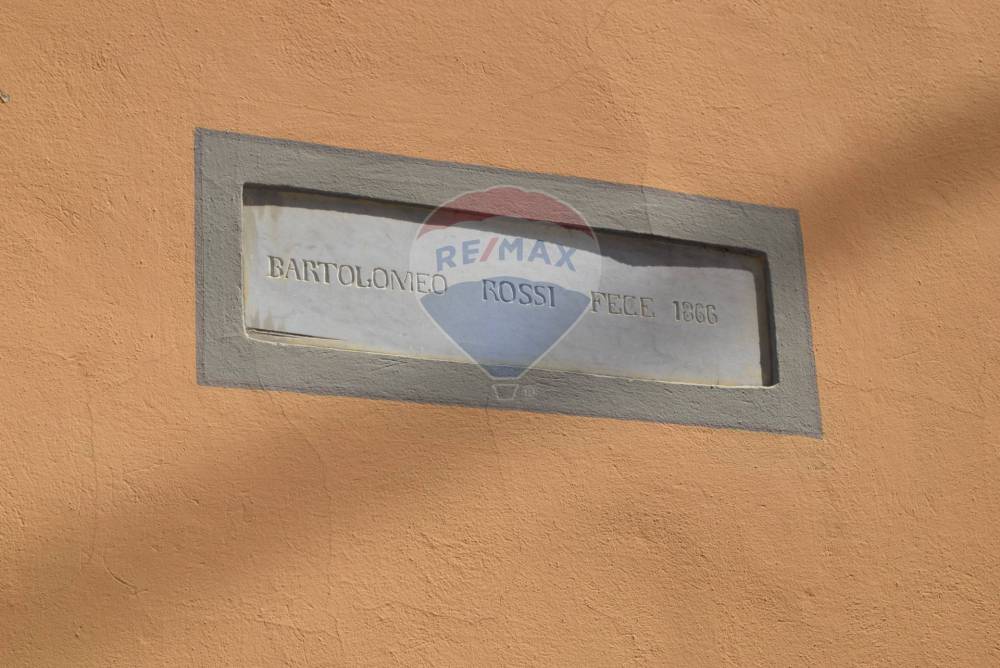 RE/MAX
BARTOLOMEO ROSSI FECE 1866